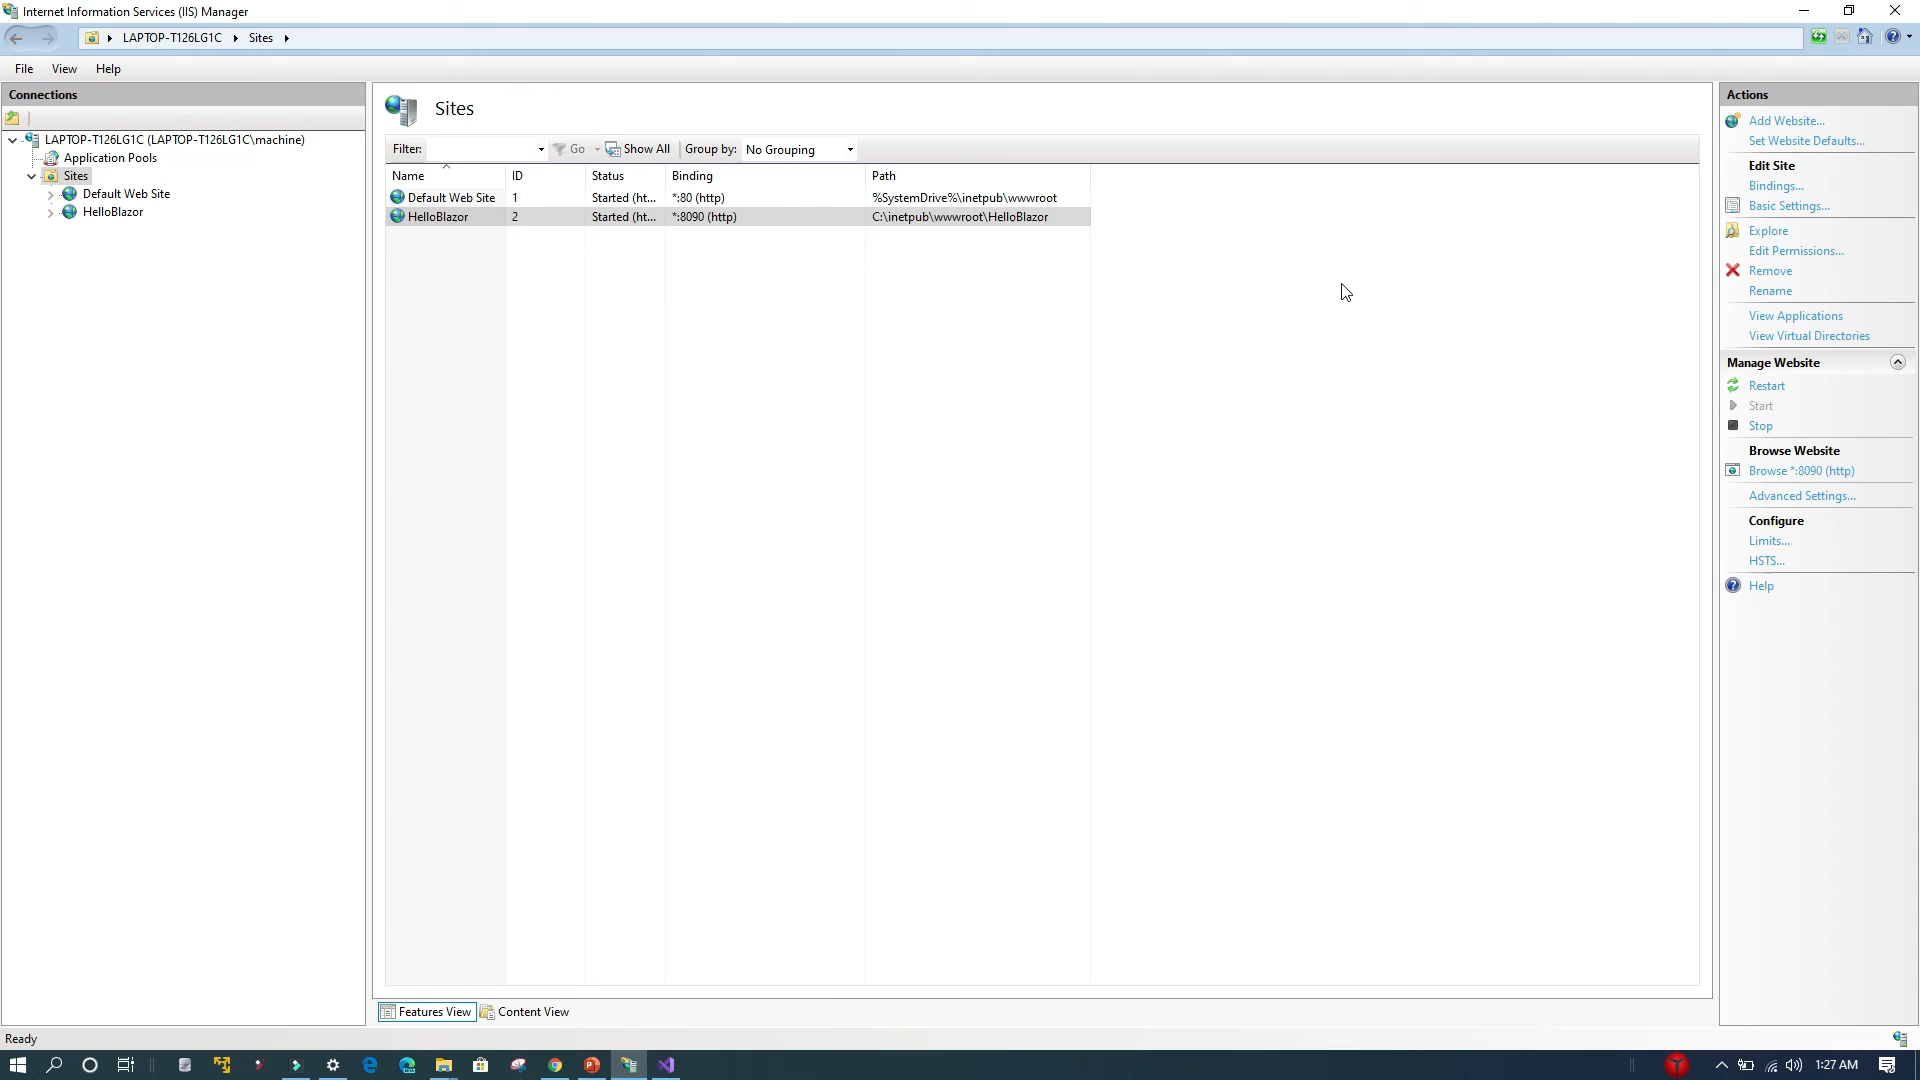 Internet Information Services (IIS) Manager
LAPTOP-T126LG1C Sites
File View Help
Connections
LAPTOP-T126LG1C (LAPTOP-T126LG1C\machine)
Application Pools
Sites
Default Web Site
HelloBlazor
Sites
Filter: Go Show All Group by: No Grouping
Name ID Status Binding Path
Default Web Site 1 Started (ht... *:80 (http) %SystemDrive%\inetpub\wwwroot
HelloBlazor 2 Started (ht... *:8090 (http) C:\inetpub\wwwroot\HelloBlazor
Features View Content View
Actions
Add Website...
Set Website Defaults...
Edit Site
Bindings...
Basic Settings...
Explore
Edit Permissions...
Remove
Rename
View Applications
View Virtual Directories
Manage Website
Restart
Start
Stop
Browse Website
Browse *:8090 (http)
Advanced Settings...
Configure
Limits...
HSTS...
Help
Ready
1:27 AM